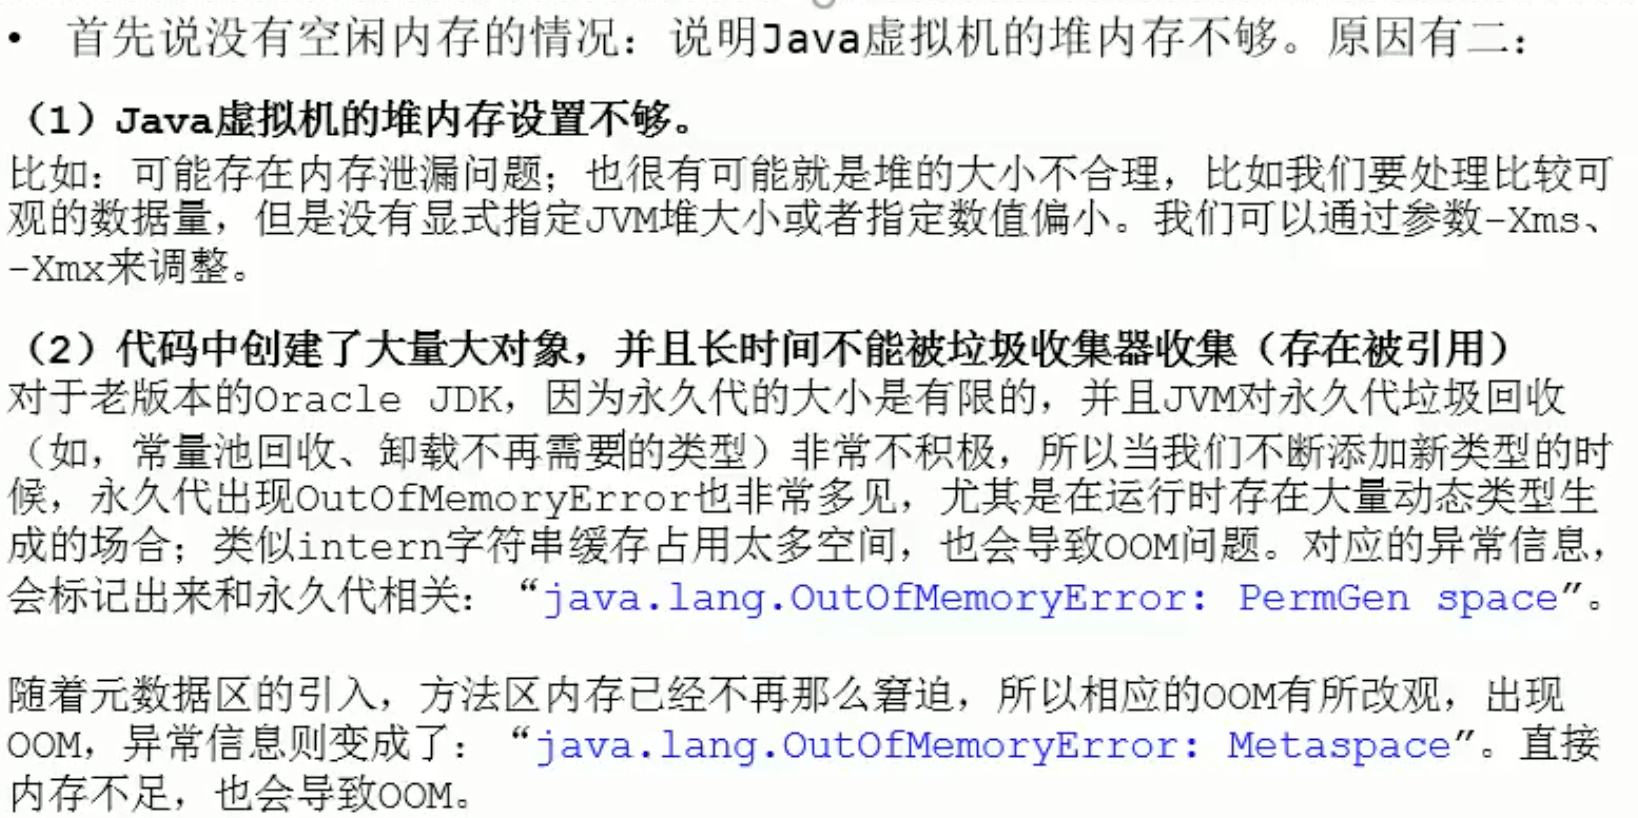 • 首先说没有空闲内存的情况：说明Java虚拟机的堆内存不够。原因有二：
（1）Java虚拟机的堆内存设置不够。
比如：可能存在内存泄漏问题；也很有可能就是堆的大小不合理，比如我们要处理比较可
观的数据量，但是没有显式指定JVM堆大小或者指定数值偏小。我们可以通过参数-Xms、
-Xmx来调整。
（2）代码中创建了大量大对象，并且长时间不能被垃圾收集器收集（存在被引用）
对于老版本的Oracle JDK，因为永久代的大小是有限的，并且JVM对永久代垃圾回收
（如，常量池回收、卸载不再需要的类型）非常不积极，所以当我们不断添加新类型的时
候，永久代出现OutOfMemoryError也非常多见，尤其是在运行时存在大量动态类型生
成的场合；类似intern字符串缓存占用太多空间，也会导致OOM问题。对应的异常信息，
会标记出来和永久代相关：“java.lang.OutOfMemoryError: PermGen space”。
随着元数据区的引入，方法区内存已经不再那么窘迫，所以相应的OOM有所改观，出现
OOM，异常信息则变成了：“java.lang.OutOfMemoryError: Metaspace”。直接
内存不足，也会导致OOM。